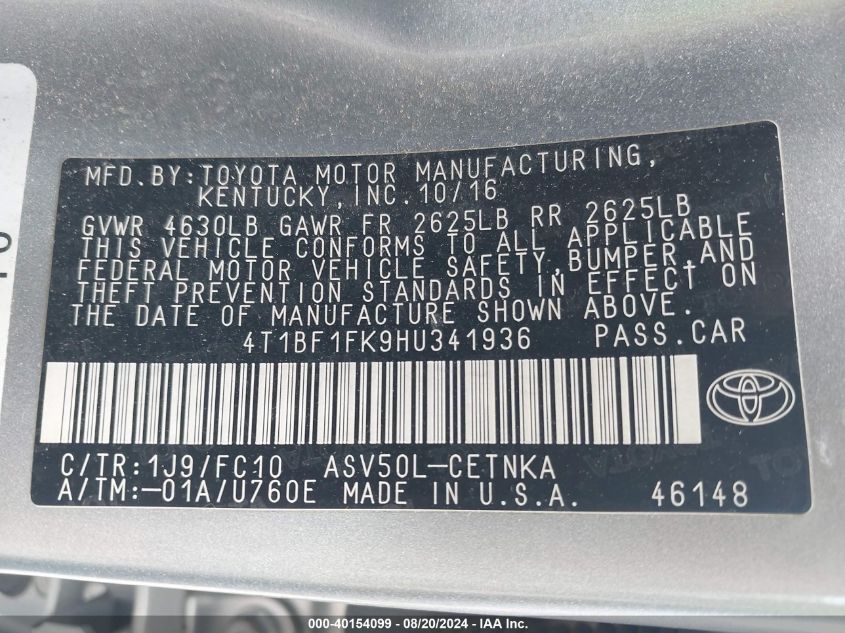 MFD.BY:TOYOTA MOTOR MANUFACTURING,
KENTUCKY,INC.10/16
GVWR 4630LB GAWR FR 2625LB RR 2625LB
THIS VEHICLE CONFORMS TO ALL APPLICABLE
FEDERAL MOTOR VEHICLE SAFETY,BUMPER,AND
THEFT PREVENTION STANDARDS IN EFFECT ON
THE DATE OF MANUFACTURE SHOWN ABOVE.
4T1BF1FK9HU341936 PASS.CAR
C/TR:1J9/FC10 ASV50L-CETNKA
A/TM:-01A/U760E MADE IN U.S.A. 46148
000-40154099 - 08/20/2024 - IAA Inc.